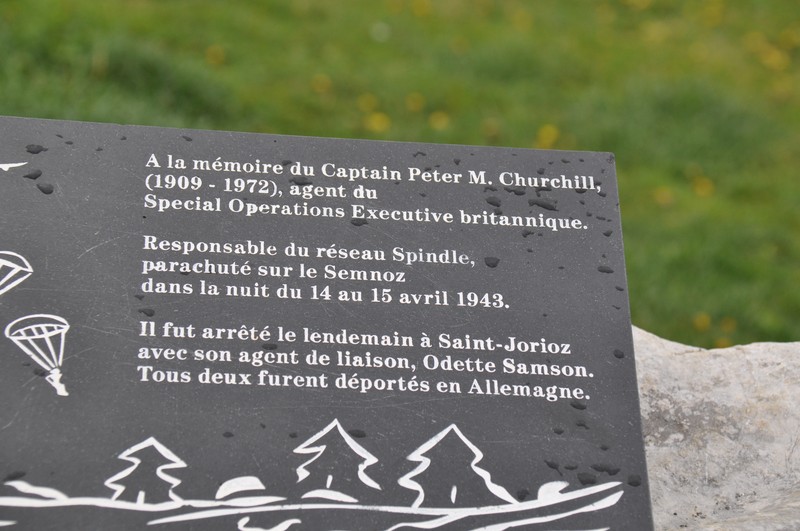 A la mémoire du Captain Peter M. Churchill,
(1909 - 1972), agent du
Special Operations Executive britannique.
Responsable du réseau Spindle,
parachuté sur le Semnoz
dans la nuit du 14 au 15 avril 1943.
Il fut arrêté le lendemain à Saint-Jorioz
avec son agent de liaison, Odette Samson.
Tous deux furent déportés en Allemagne.